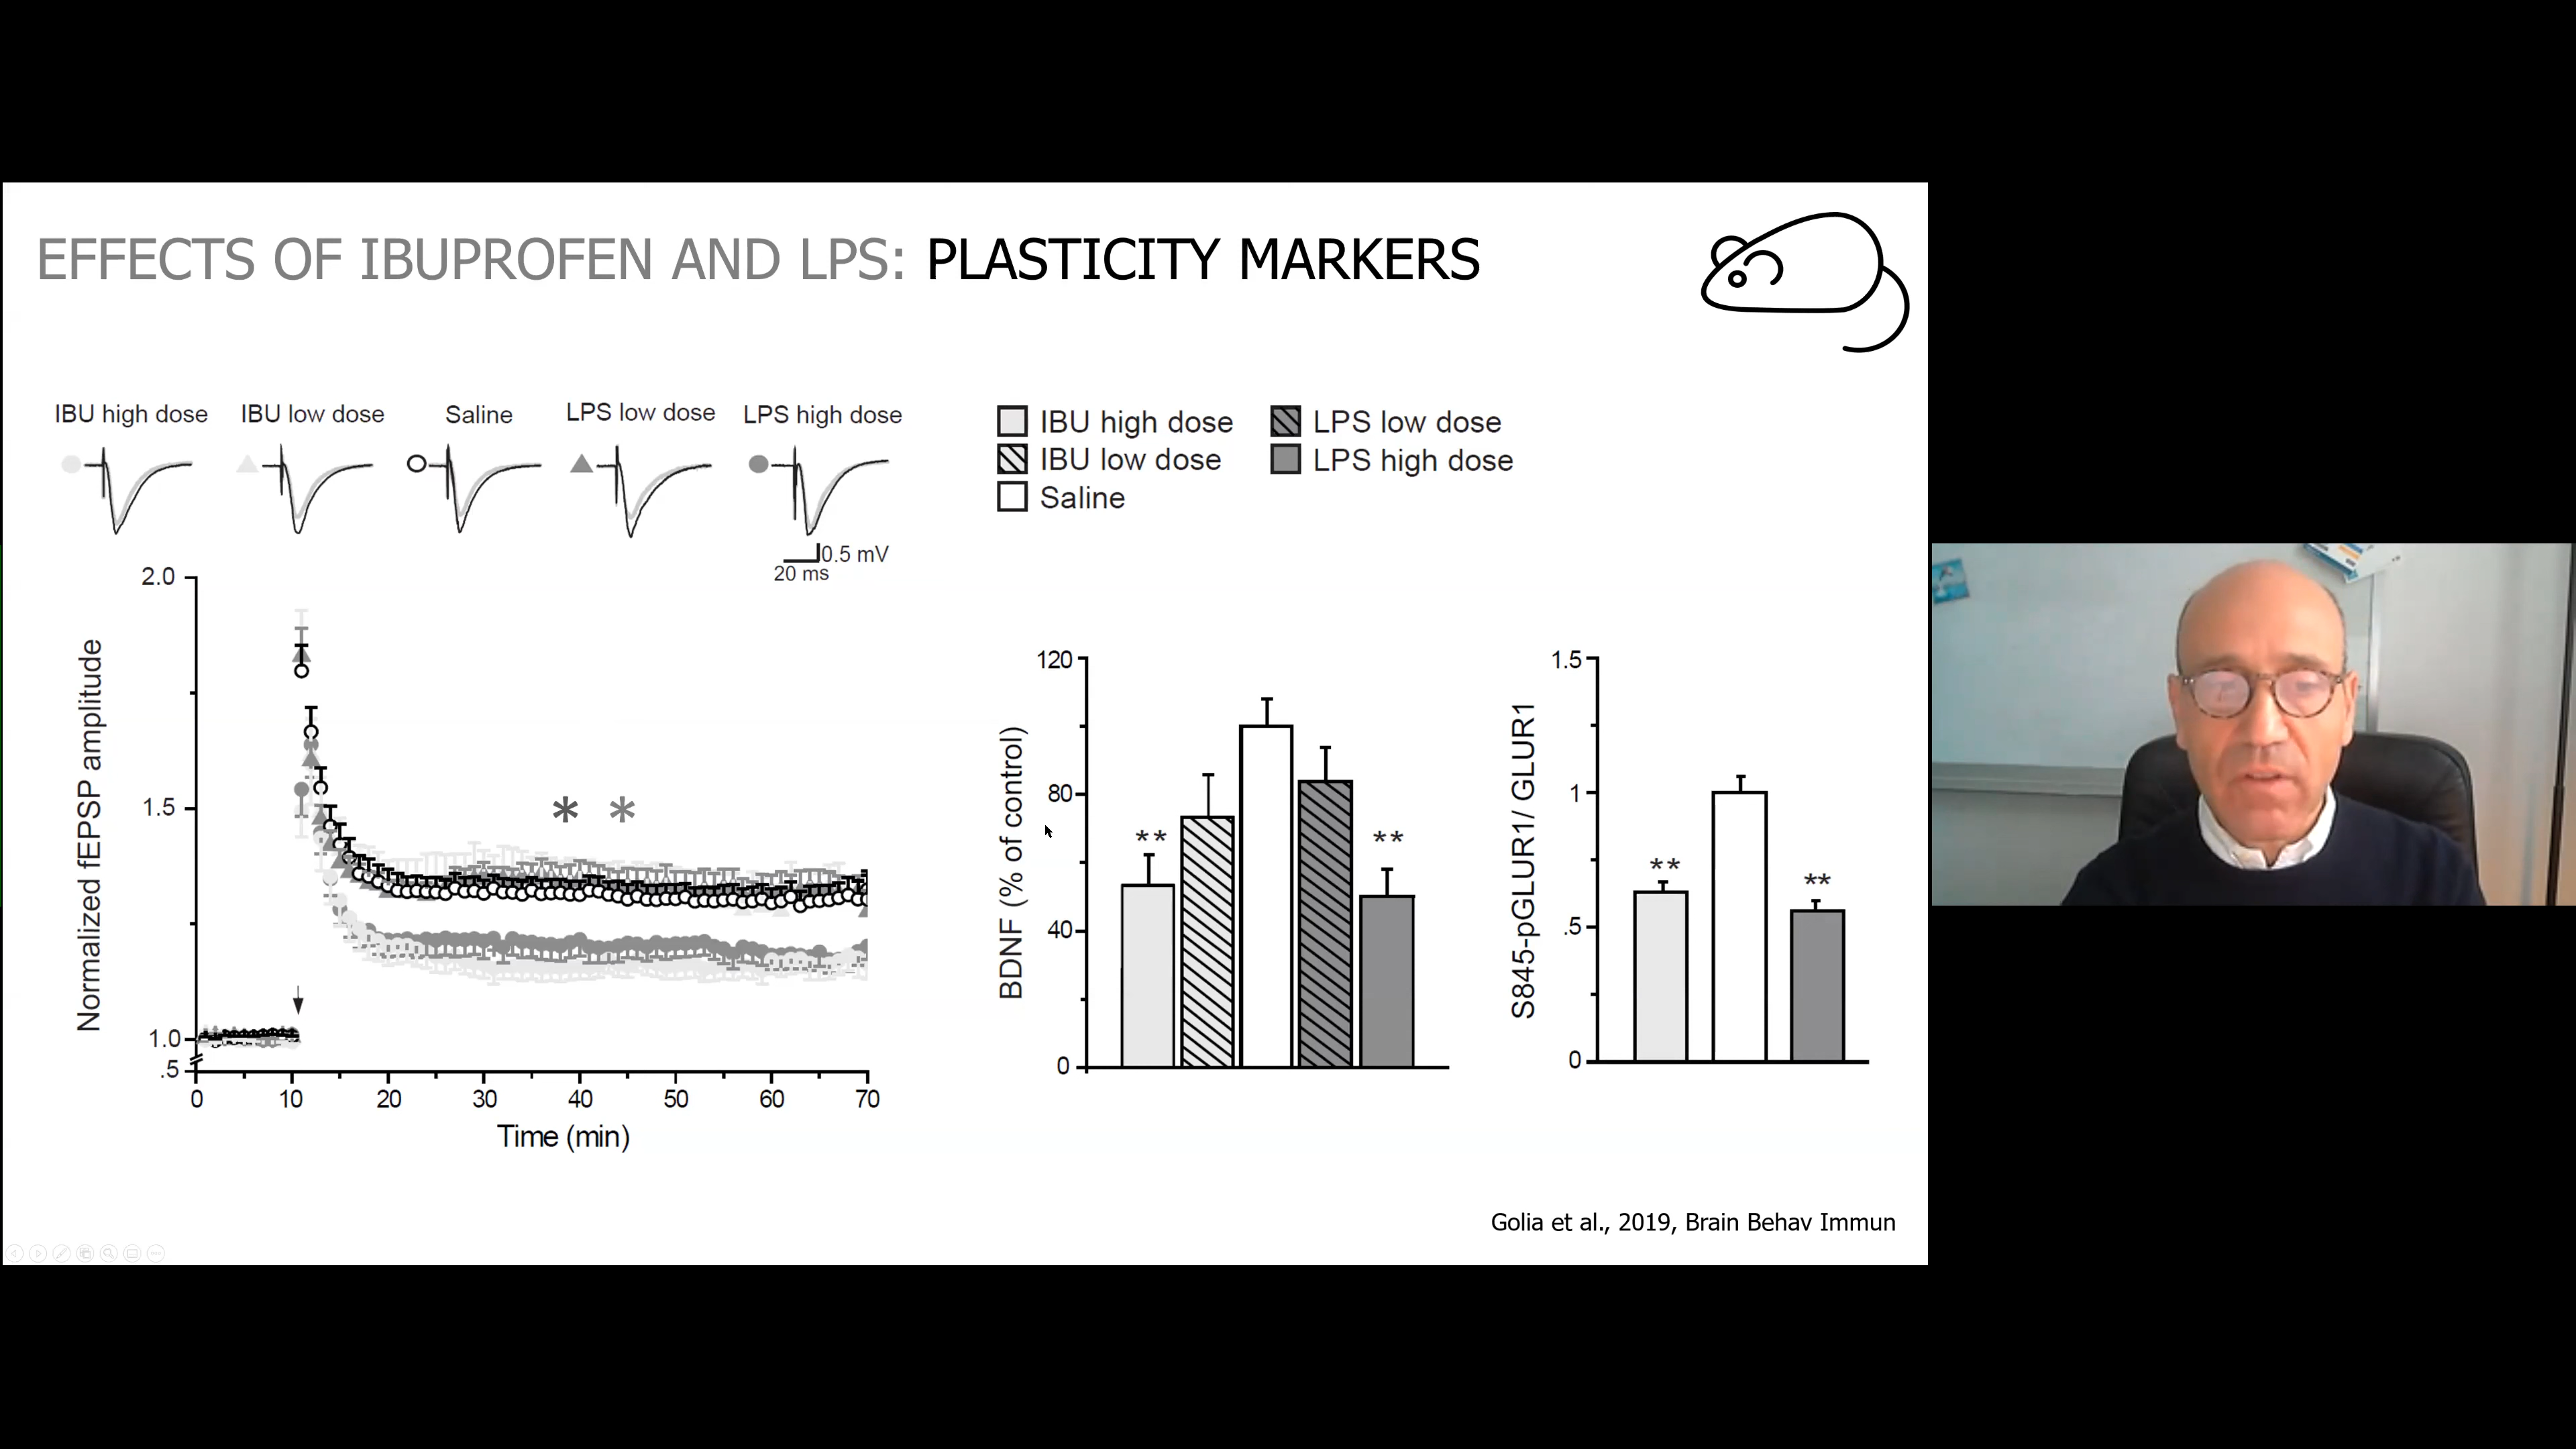 EFFECTS OF IBUPROFEN AND LPS: PLASTICITY MARKERS
IBU high dose
IBU low dose
Saline
LPS low dose
LPS high dose
0.5 mV
20 ms
2.0
1.5
1.0
.5
Normalized fEPSP amplitude
* *
0 10 20 30 40 50 60 70
Time (min)
IBU high dose
LPS low dose
IBU low dose
LPS high dose
Saline
120
80
40
0
BDNF (% of control)
** **
1.5
1
.5
0
S845-pGLUR1/ GLUR1
** **
Golia et al., 2019, Brain Behav Immun